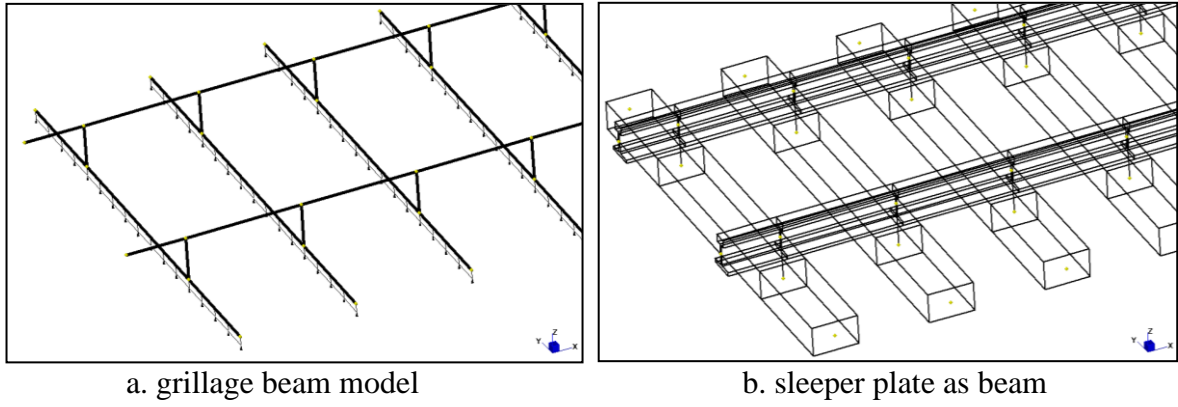 Z
Y
X
Z
Y
X
a. grillage beam model
b. sleeper plate as beam